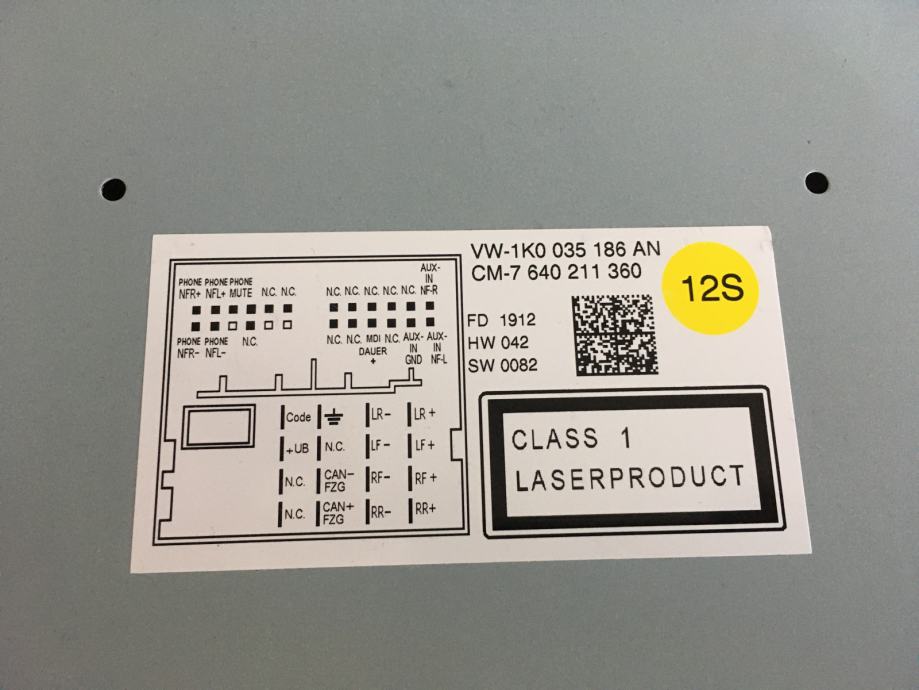 VW-1K0 035 186 AN
CM-7 640 211 360
12S
FD 1912
HW 042
SW 0082
CLASS 1
LASERPRODUCT
AUX-
PHONE PHONE PHONE IN
NFR+ NFL+ MUTE N.C. N.C. N.C. N.C. N.C. N.C. N.C. NF-R
PHONE PHONE N.C. N.C. N.C. MDI N.C. AUX- AUX-
NFR- NFL- DAUER IN IN
+ GND NF-L
Code LR- LR+
+UB N.C. LF- LF+
N.C. CAN- RF- RF+
FZG
N.C. CAN+ RR- RR+
FZG